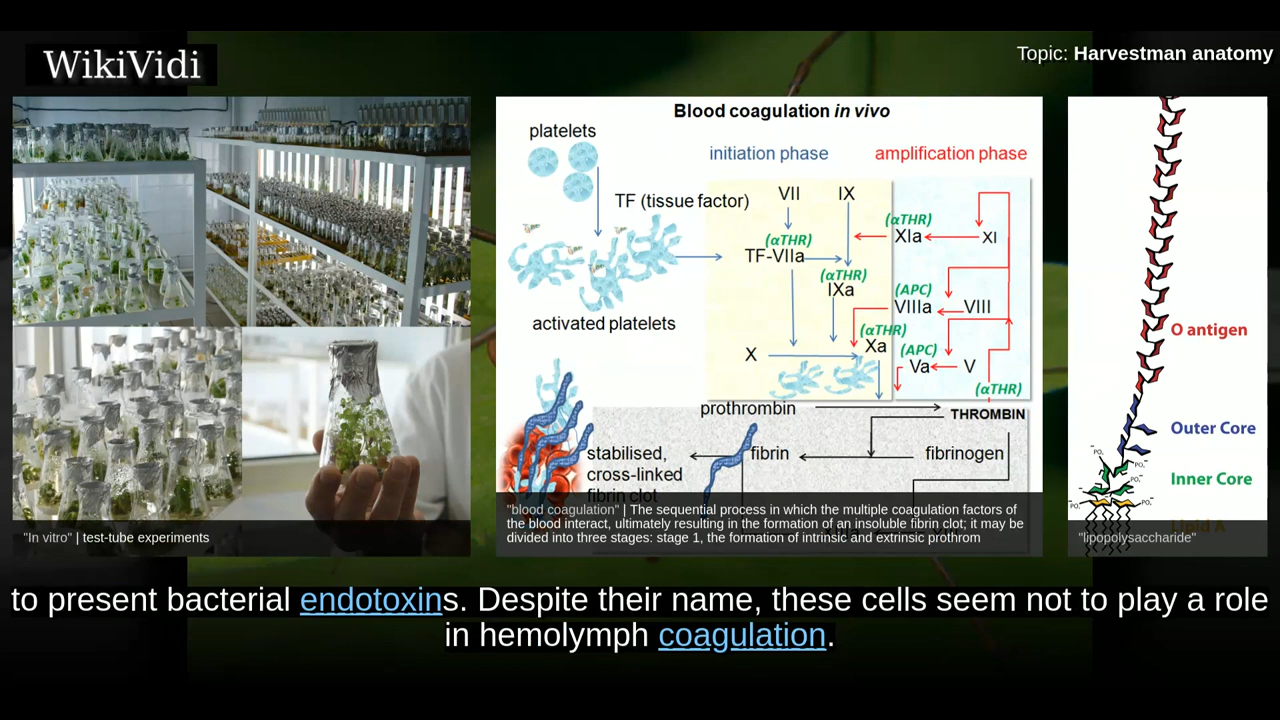 WikiVidi
Topic: Harvestman anatomy
Blood coagulation in vivo
platelets
initiation phase
amplification phase
TF (tissue factor)
VII
IX
(αTHR)
XIa
XI
(αTHR)
TF-VIIa
(αTHR)
IXa
(APC)
VIIIa
VIII
activated platelets
(αTHR)
Xa
X
(APC)
Va
V
(αTHR)
prothrombin
THROMBIN
stabilised,
cross-linked
fibrin clot
fibrin
fibrinogen
O antigen
Outer Core
Inner Core
Lipid A
PO₄
PO₄
PO₄
PO₄
PO₄
"In vitro" | test-tube experiments
"blood coagulation" | The sequential process in which the multiple coagulation factors of
the blood interact, ultimately resulting in the formation of an insoluble fibrin clot; it may be
divided into three stages: stage 1, the formation of intrinsic and extrinsic prothrom
"lipopolysaccharide"
to present bacterial endotoxins. Despite their name, these cells seem not to play a role
in hemolymph coagulation.